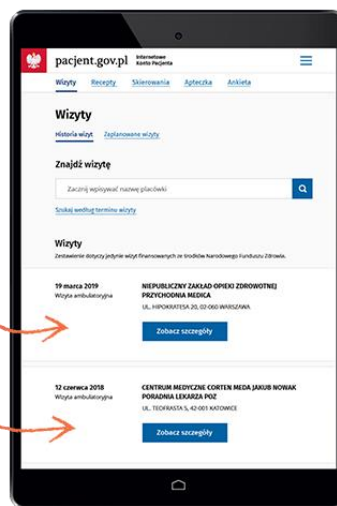 pacjent.gov.pl Internetowe
Konto Pacjenta
Wizyty Recepty Skierowania Apteczka Ankieta
Wizyty
Historia wizyt Zaplanowane wizyty
Znajdź wizytę
Zacznij wpisywać nazwę placówki
Szukaj według terminu wizyty
Wizyty
Zestawienie dotyczy jedynie wizyt finansowanych ze środków Narodowego Funduszu Zdrowia.
19 marca 2019
Wizyta ambulatoryjna
NIEPUBLICZNY ZAKŁAD OPIEKI ZDROWOTNEJ
PRZYCHODNIA MEDICA
UL. HIPOKRATESA 20, 02-060 WARSZAWA
Zobacz szczegóły
12 czerwca 2018
Wizyta ambulatoryjna
CENTRUM MEDYCZNE CORTEN MEDA JAKUB NOWAK
PORADNIA LEKARZA POZ
UL. TEOFRASTA 5, 42-001 KATOWICE
Zobacz szczegóły